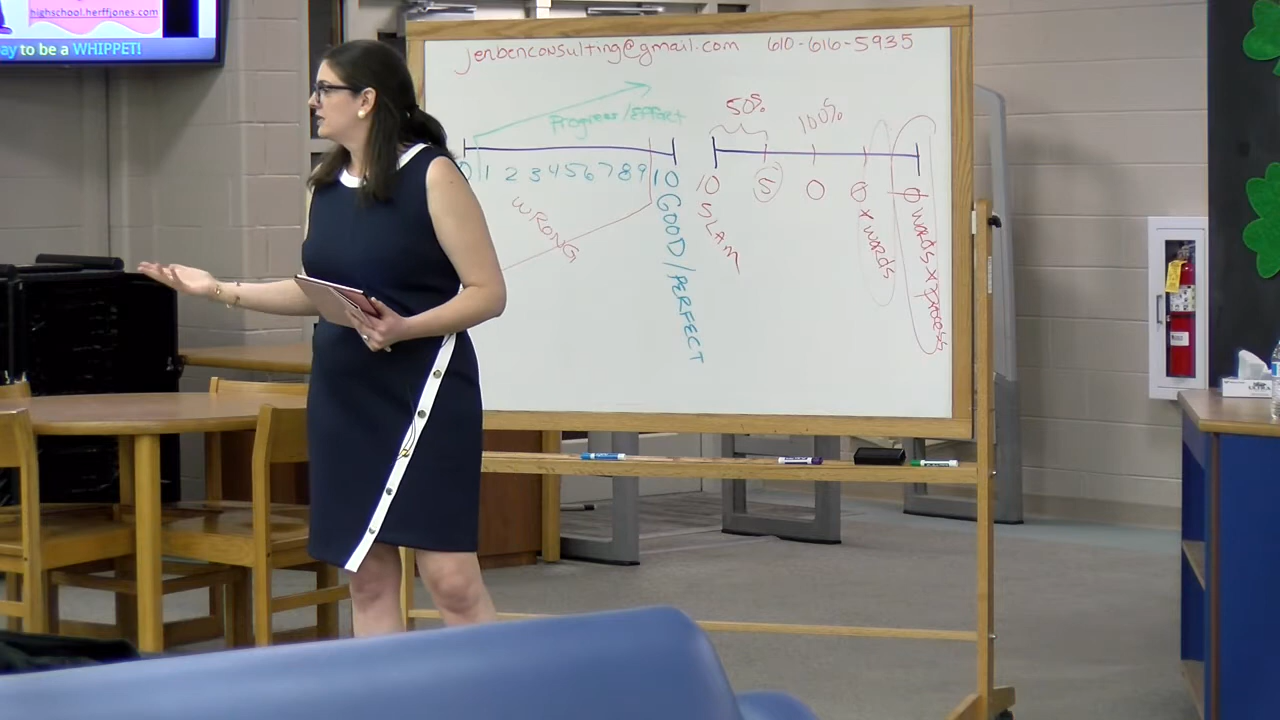 highschool.herffjones.com
ay to be a WHIPPET!
jenbenconsulting@gmail.com 610-616-5935
Progress/Effort
50%
100%
0 1 2 3 4 5 6 7 8 9 10
10 5 0 0 0
WRONG
GOOD/PERFECT
SLAM
x words
words x process